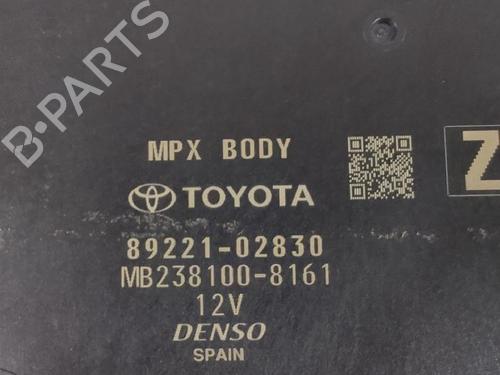 B-PARTS
MPX BODY
Z
TOYOTA
89221-02830
MB238100-8161
12V
DENSO
SPAIN